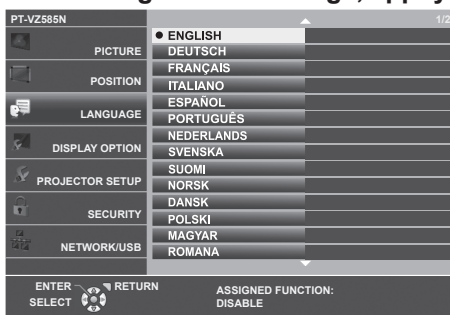 PT-VZ585N 1/2
PICTURE
POSITION
LANGUAGE
DISPLAY OPTION
PROJECTOR SETUP
SECURITY
NETWORK/USB
ENGLISH
DEUTSCH
FRANÇAIS
ITALIANO
ESPAÑOL
PORTUGUÊS
NEDERLANDS
SVENSKA
SUOMI
NORSK
DANSK
POLSKI
MAGYAR
ROMANA
ENTER RETURN
SELECT
ASSIGNED FUNCTION:
DISABLE